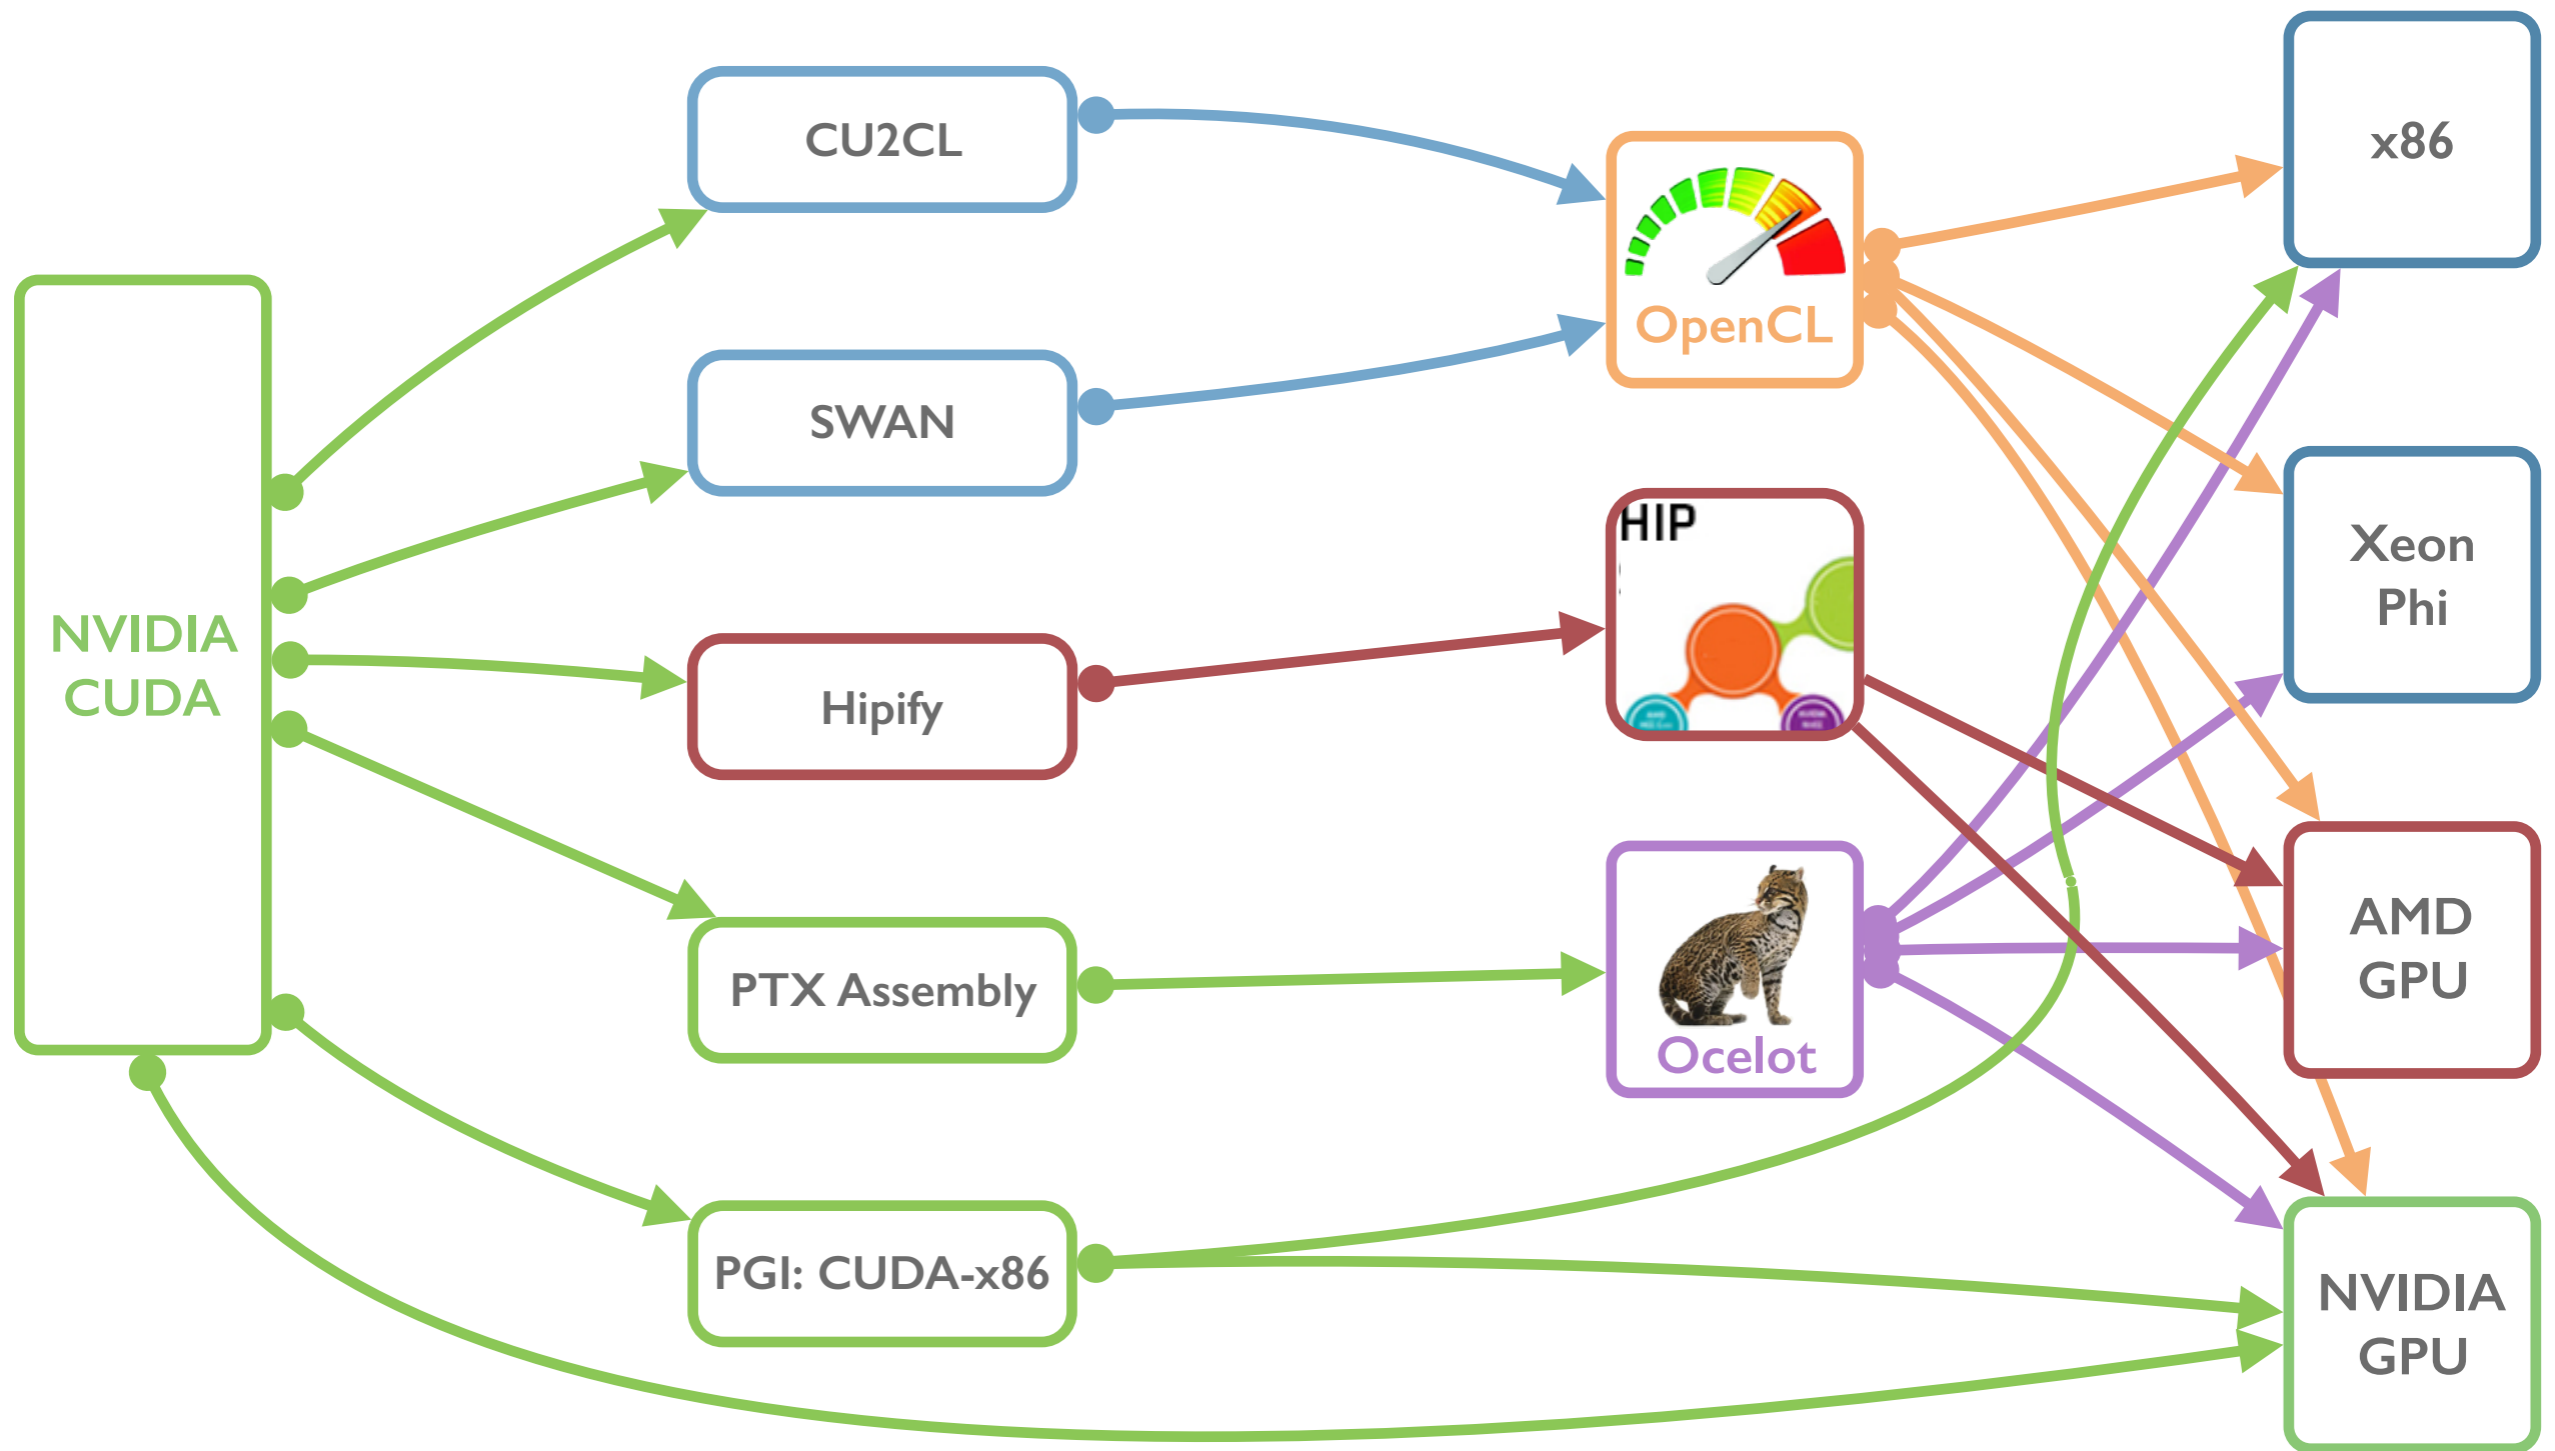 NVIDIA
CUDA
CU2CL
SWAN
Hipify
PTX Assembly
PGI: CUDA-x86
OpenCL
HIP
Ocelot
x86
Xeon
Phi
AMD
GPU
NVIDIA
GPU